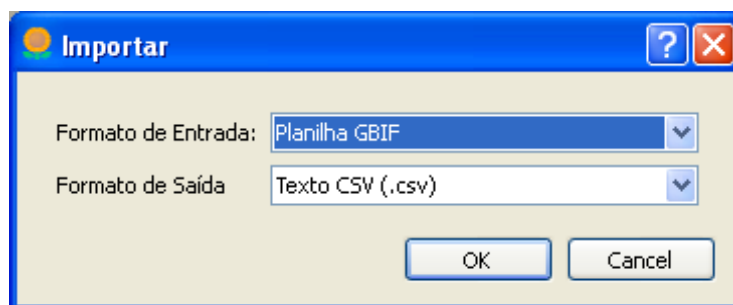 Importar
?
Formato de Entrada: Planilha GBIF
Formato de Saída Texto CSV (.csv)
OK Cancel